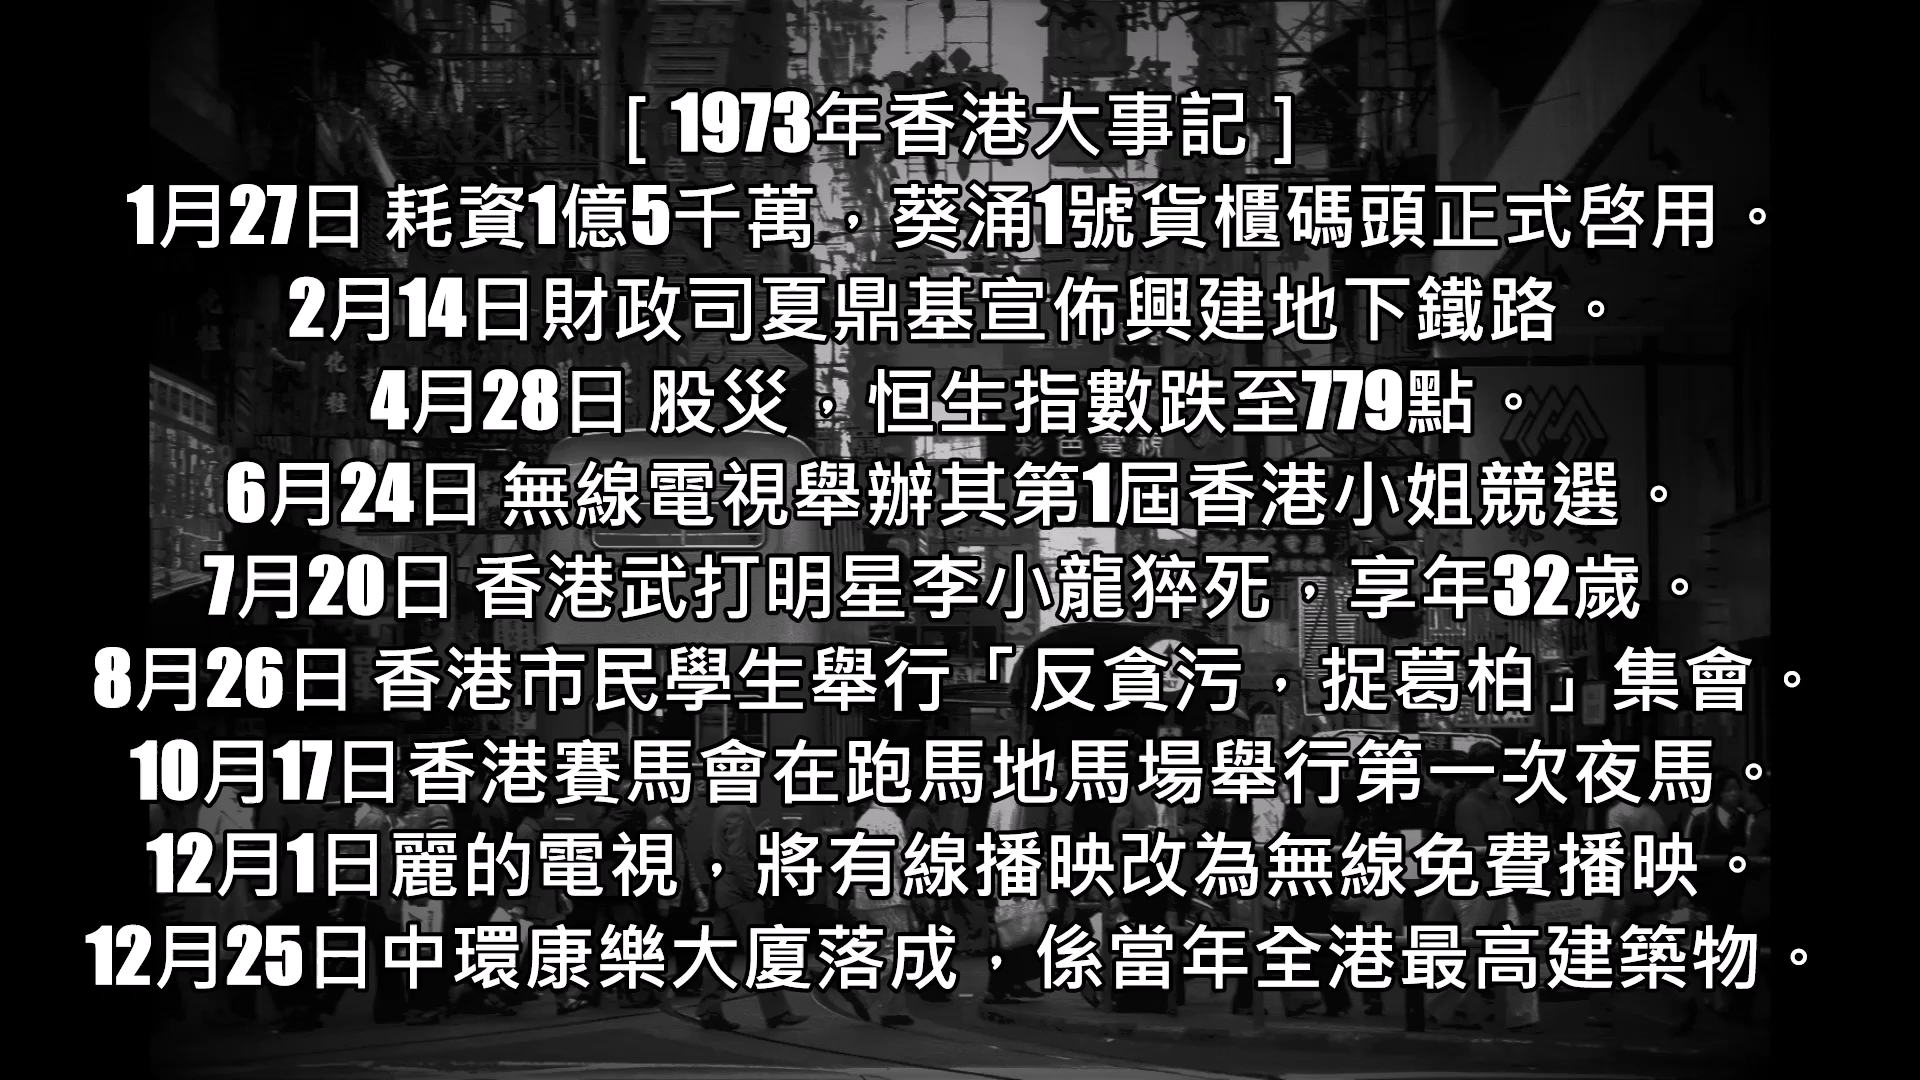 [ 1973年香港大事記 ]
1月27日 耗資1億5千萬，葵涌1號貨櫃碼頭正式啓用。
2月14日財政司夏鼎基宣佈興建地下鐵路。
4月28日 股災，恒生指數跌至779點。
6月24日 無線電視舉辦其第1屆香港小姐競選。
7月20日 香港武打明星李小龍猝死，享年32歲。
8月26日 香港市民學生舉行「反貪污，捉葛柏」集會。
10月17日香港賽馬會在跑馬地馬場舉行第一次夜馬。
12月1日麗的電視，將有線播映改為無線免費播映。
12月25日中環康樂大廈落成，係當年全港最高建築物。
彩色電視